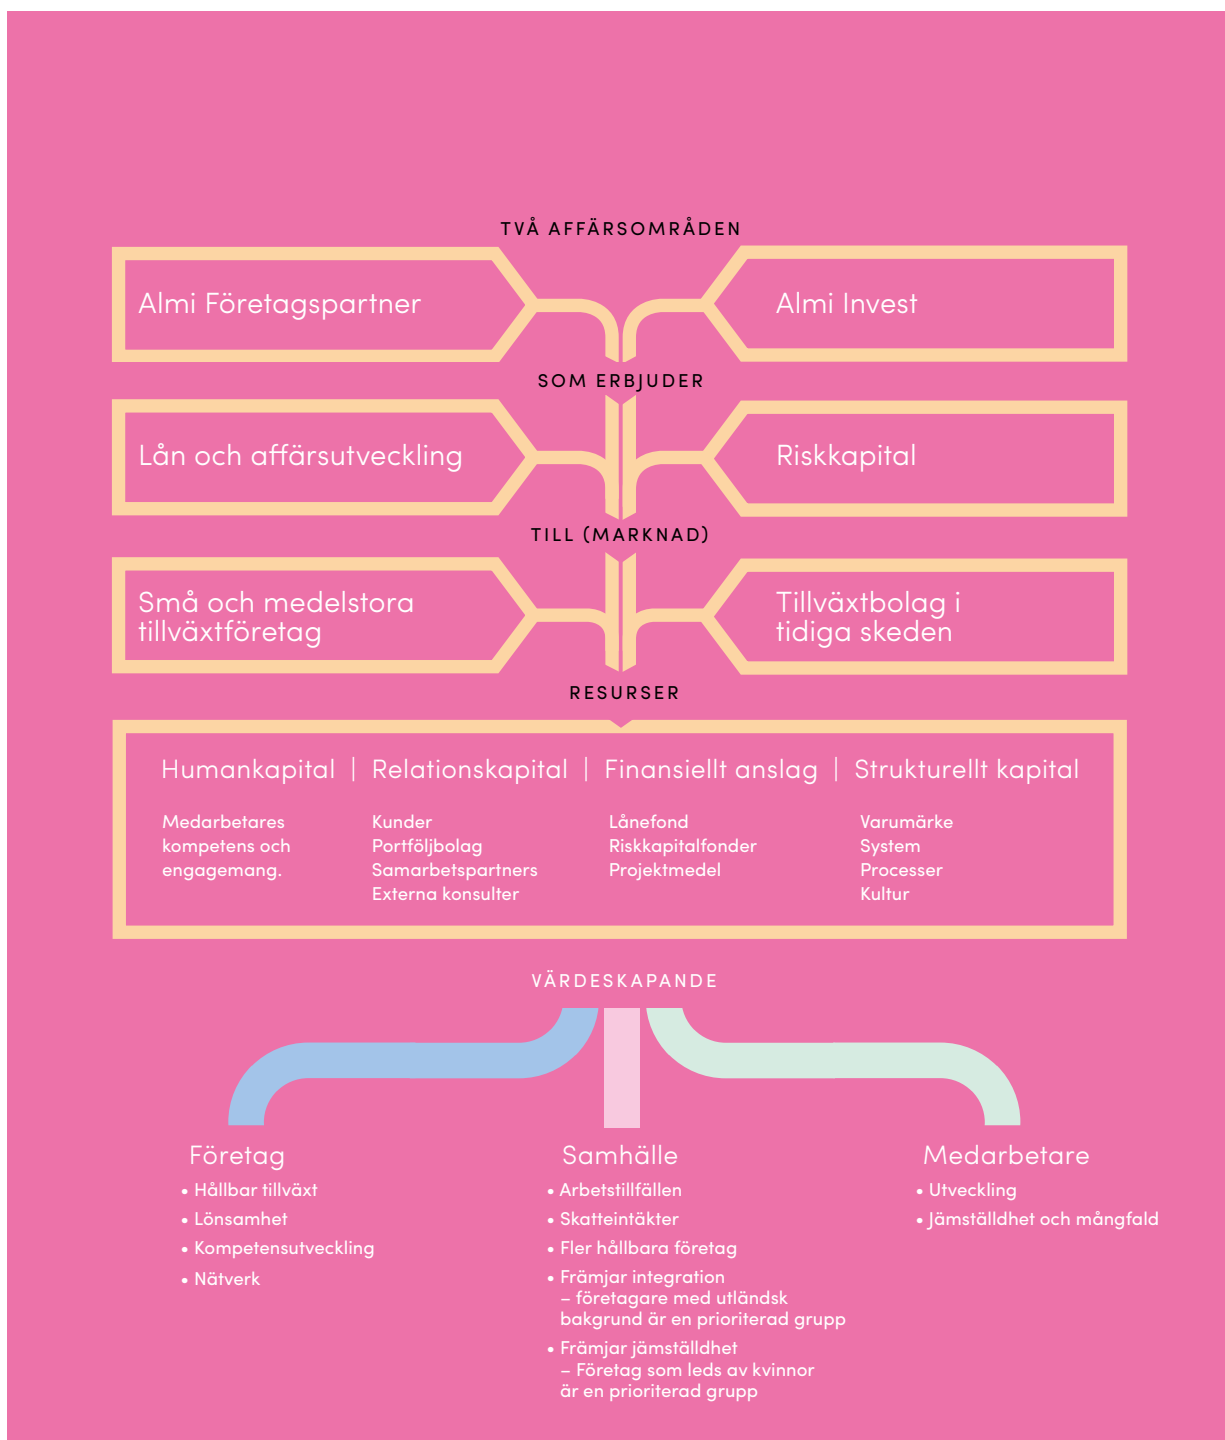 TVÅ AFFÄRSOMRÅDEN
Almi Företagspartner
Almi Invest
SOM ERBJUDER
Lån och affärsutveckling
Riskkapital
TILL (MARKNAD)
Små och medelstora
tillväxtföretag
Tillväxtbolag i
tidiga skeden
RESURSER
Humankapital | Relationskapital | Finansiellt anslag | Strukturellt kapital
Medarbetares
kompetens och
engagemang.
Kunder
Portföljbolag
Samarbetspartners
Externa konsulter
Lånefond
Riskkapitalfonder
Projektmedel
Varumärke
System
Processer
Kultur
VÄRDESKAPANDE
Företag
• Hållbar tillväxt
• Lönsamhet
• Kompetensutveckling
• Nätverk
Samhälle
• Arbetstillfällen
• Skatteintäkter
• Fler hållbara företag
• Främjar integration
– företagare med utländsk
bakgrund är en prioriterad grupp
• Främjar jämställdhet
– Företag som leds av kvinnor
är en prioriterad grupp
Medarbetare
• Utveckling
• Jämställdhet och mångfald